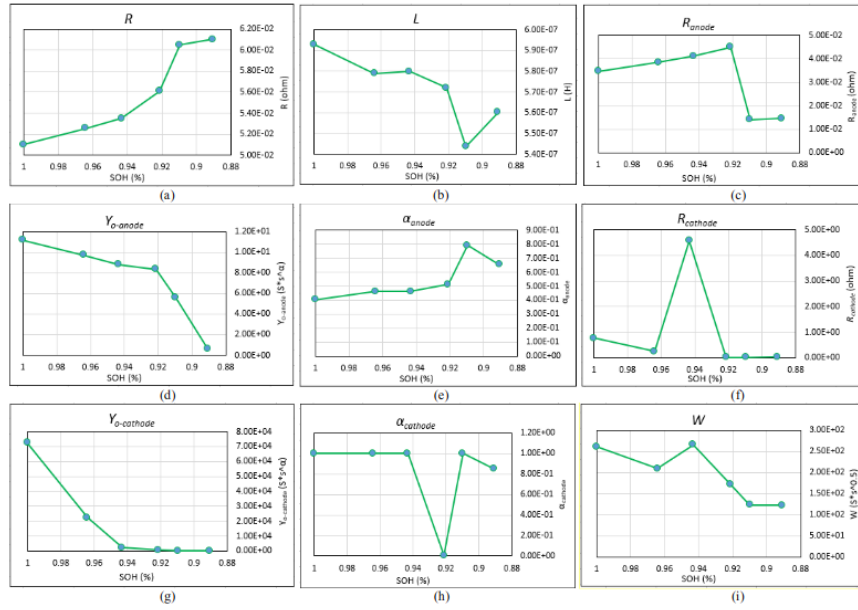 R
6.20E-02
6.00E-02
5.80E-02
5.60E-02
5.40E-02
5.20E-02
5.00E-02
R (ohm)
1 0.98 0.96 0.94 0.92 0.9 0.88
SOH (%)
(a)
L
6.00E-07
5.90E-07
5.80E-07
5.70E-07
5.60E-07
5.50E-07
5.40E-07
L (H)
1 0.98 0.96 0.94 0.92 0.9 0.88
SOH (%)
(b)
R_anode
5.00E-02
4.00E-02
3.00E-02
2.00E-02
1.00E-02
0.00E+00
R_anode (ohm)
1 0.98 0.96 0.94 0.92 0.9 0.88
SOH (%)
(c)
Y_o-anode
1.20E+01
1.00E+01
8.00E+00
6.00E+00
4.00E+00
2.00E+00
0.00E+00
Y_o-anode (S*s^α)
1 0.98 0.96 0.94 0.92 0.9 0.88
SOH (%)
(d)
α_anode
9.00E-01
8.00E-01
7.00E-01
6.00E-01
5.00E-01
4.00E-01
3.00E-01
2.00E-01
1.00E-01
0.00E+00
α_anode
1 0.98 0.96 0.94 0.92 0.9 0.88
SOH (%)
(e)
R_cathode
5.00E+00
4.00E+00
3.00E+00
2.00E+00
1.00E+00
0.00E+00
R_cathode (ohm)
1 0.98 0.96 0.94 0.92 0.9 0.88
SOH (%)
(f)
Y_o-cathode
8.00E+04
7.00E+04
6.00E+04
5.00E+04
4.00E+04
3.00E+04
2.00E+04
1.00E+04
0.00E+00
Y_o-cathode (S*s^α)
1 0.98 0.96 0.94 0.92 0.9 0.88
SOH (%)
(g)
α_cathode
1.20E+00
1.00E+00
8.00E-01
6.00E-01
4.00E-01
2.00E-01
0.00E+00
α_cathode
1 0.98 0.96 0.94 0.92 0.9 0.88
SOH (%)
(h)
W
3.00E+02
2.50E+02
2.00E+02
1.50E+02
1.00E+02
5.00E+01
0.00E+00
W (S*s^0.5)
1 0.98 0.96 0.94 0.92 0.9 0.88
SOH (%)
(i)